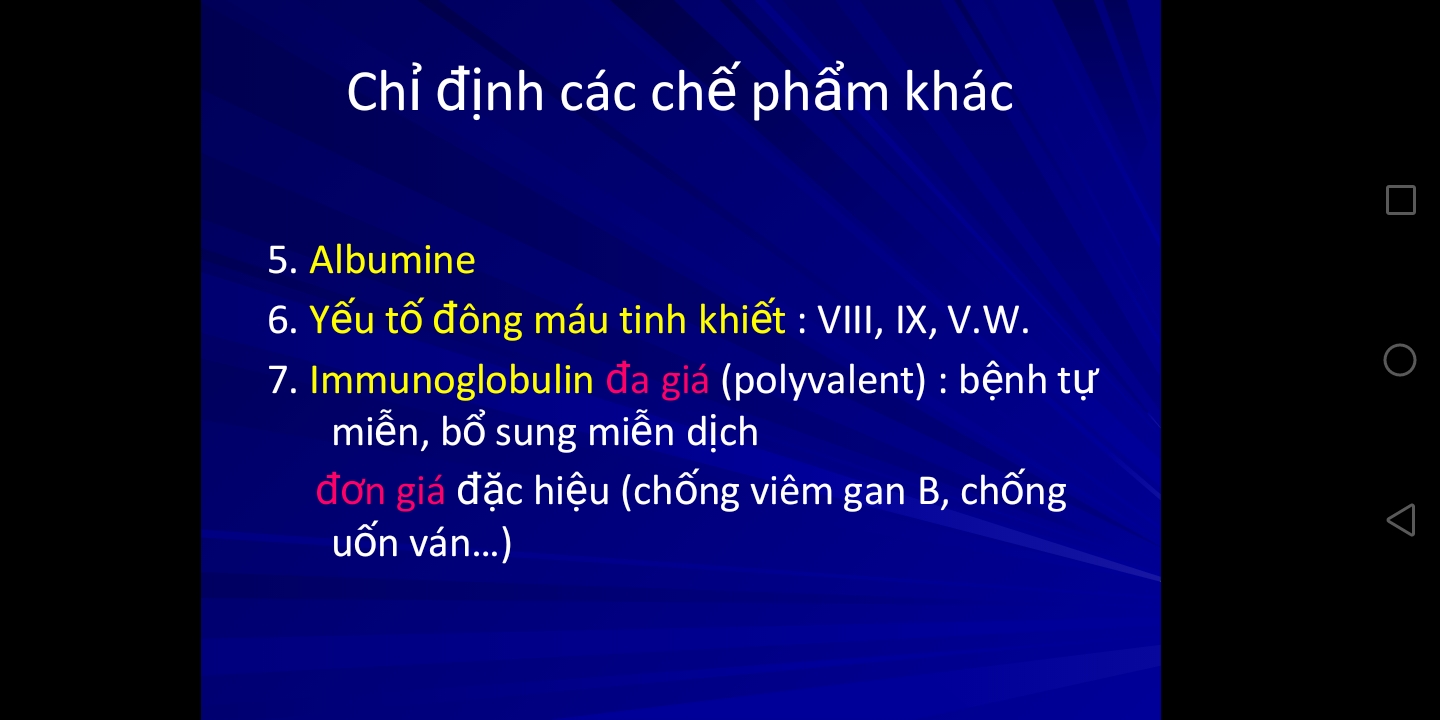 Chỉ định các chế phẩm khác
5. Albumine
6. Yếu tố đông máu tinh khiết : VIII, IX, V.W.
7. Immunoglobulin đa giá (polyvalent) : bệnh tự
miễn, bổ sung miễn dịch
đơn giá đặc hiệu (chống viêm gan B, chống
uốn ván...)